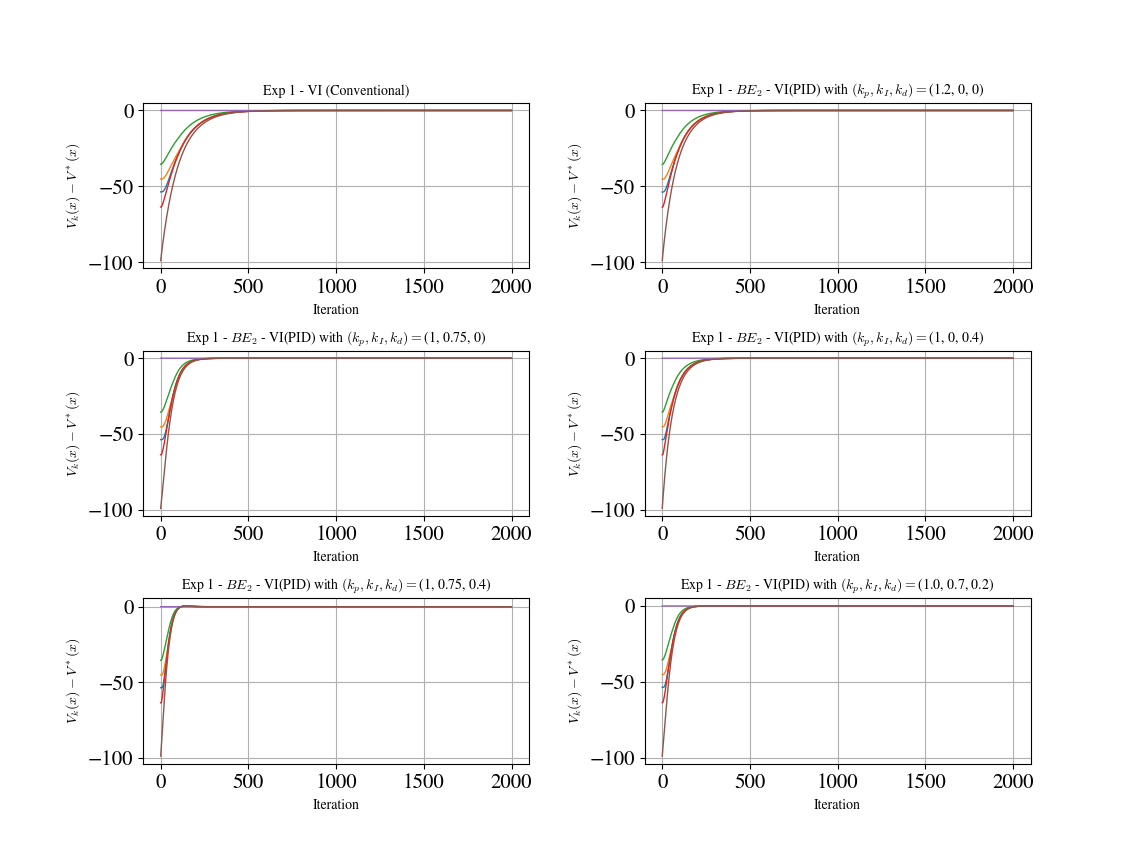 Exp 1 - VI (Conventional)
0
−50
−100
V_k(x) − V*(x)
0 500 1000 1500 2000
Iteration
Exp 1 - BE_2 - VI(PID) with (k_p, k_I, k_d) = (1.2, 0, 0)
0
−50
−100
V_k(x) − V*(x)
0 500 1000 1500 2000
Iteration
Exp 1 - BE_2 - VI(PID) with (k_p, k_I, k_d) = (1, 0.75, 0)
0
−50
−100
V_k(x) − V*(x)
0 500 1000 1500 2000
Iteration
Exp 1 - BE_2 - VI(PID) with (k_p, k_I, k_d) = (1, 0, 0.4)
0
−50
−100
V_k(x) − V*(x)
0 500 1000 1500 2000
Iteration
Exp 1 - BE_2 - VI(PID) with (k_p, k_I, k_d) = (1, 0.75, 0.4)
0
−50
−100
V_k(x) − V*(x)
0 500 1000 1500 2000
Iteration
Exp 1 - BE_2 - VI(PID) with (k_p, k_I, k_d) = (1.0, 0.7, 0.2)
0
−50
−100
V_k(x) − V*(x)
0 500 1000 1500 2000
Iteration